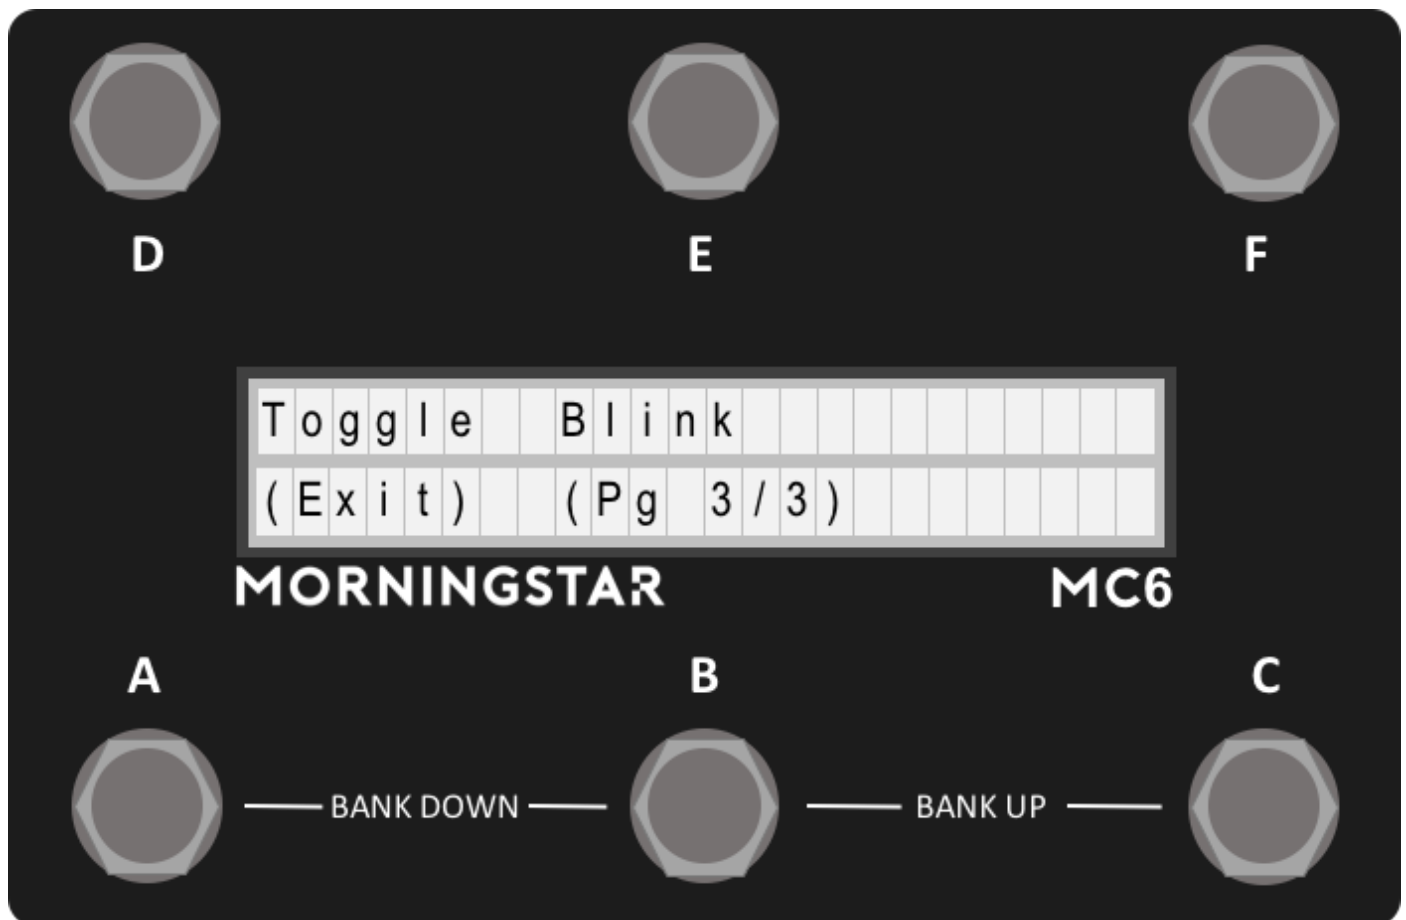 D E F
Toggle  Blink
(Exit)  (Pg 3/3)
MORNINGSTAR MC6
A B C
BANK DOWN BANK UP